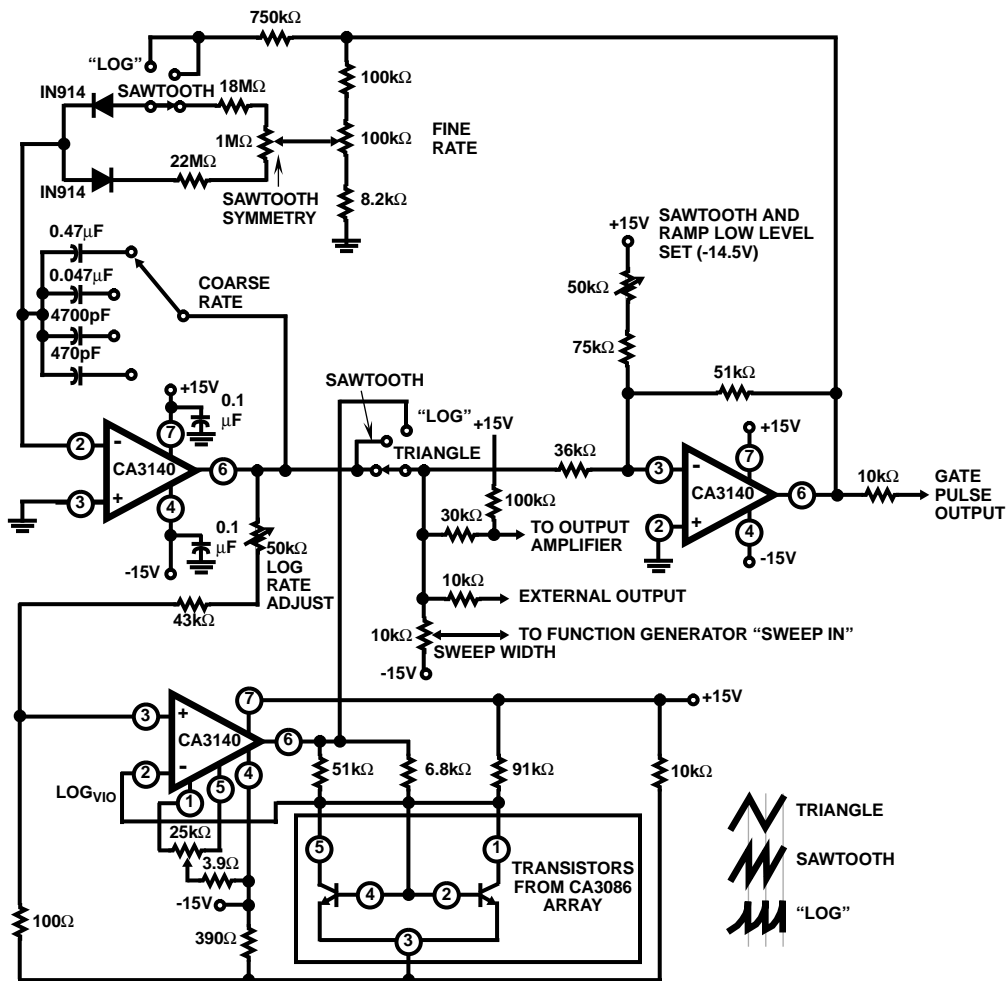 750kΩ
“LOG”
IN914
SAWTOOTH
18MΩ
100kΩ
1MΩ
100kΩ
FINE
RATE
22MΩ
IN914
SAWTOOTH
SYMMETRY
8.2kΩ
0.47μF
0.047μF
4700pF
470pF
COARSE
RATE
+15V
SAWTOOTH AND
RAMP LOW LEVEL
SET (-14.5V)
50kΩ
75kΩ
51kΩ
+15V
0.1
μF
7
2
-
CA3140
6
3
+
4
0.1
μF
-15V
SAWTOOTH
“LOG”
TRIANGLE
+15V
36kΩ
100kΩ
30kΩ
TO OUTPUT
AMPLIFIER
3
-
+15V
7
CA3140
6
2
+
4
-15V
10kΩ
GATE
PULSE
OUTPUT
50kΩ
LOG
RATE
ADJUST
43kΩ
10kΩ
EXTERNAL OUTPUT
10kΩ
TO FUNCTION GENERATOR “SWEEP IN”
SWEEP WIDTH
-15V
7
+15V
3
+
CA3140
6
2
-
4
5
1
LOGVIO
25kΩ
3.9Ω
-15V
100Ω
390Ω
51kΩ
6.8kΩ
91kΩ
10kΩ
5
1
TRANSISTORS
FROM CA3086
ARRAY
4
2
3
TRIANGLE
SAWTOOTH
“LOG”